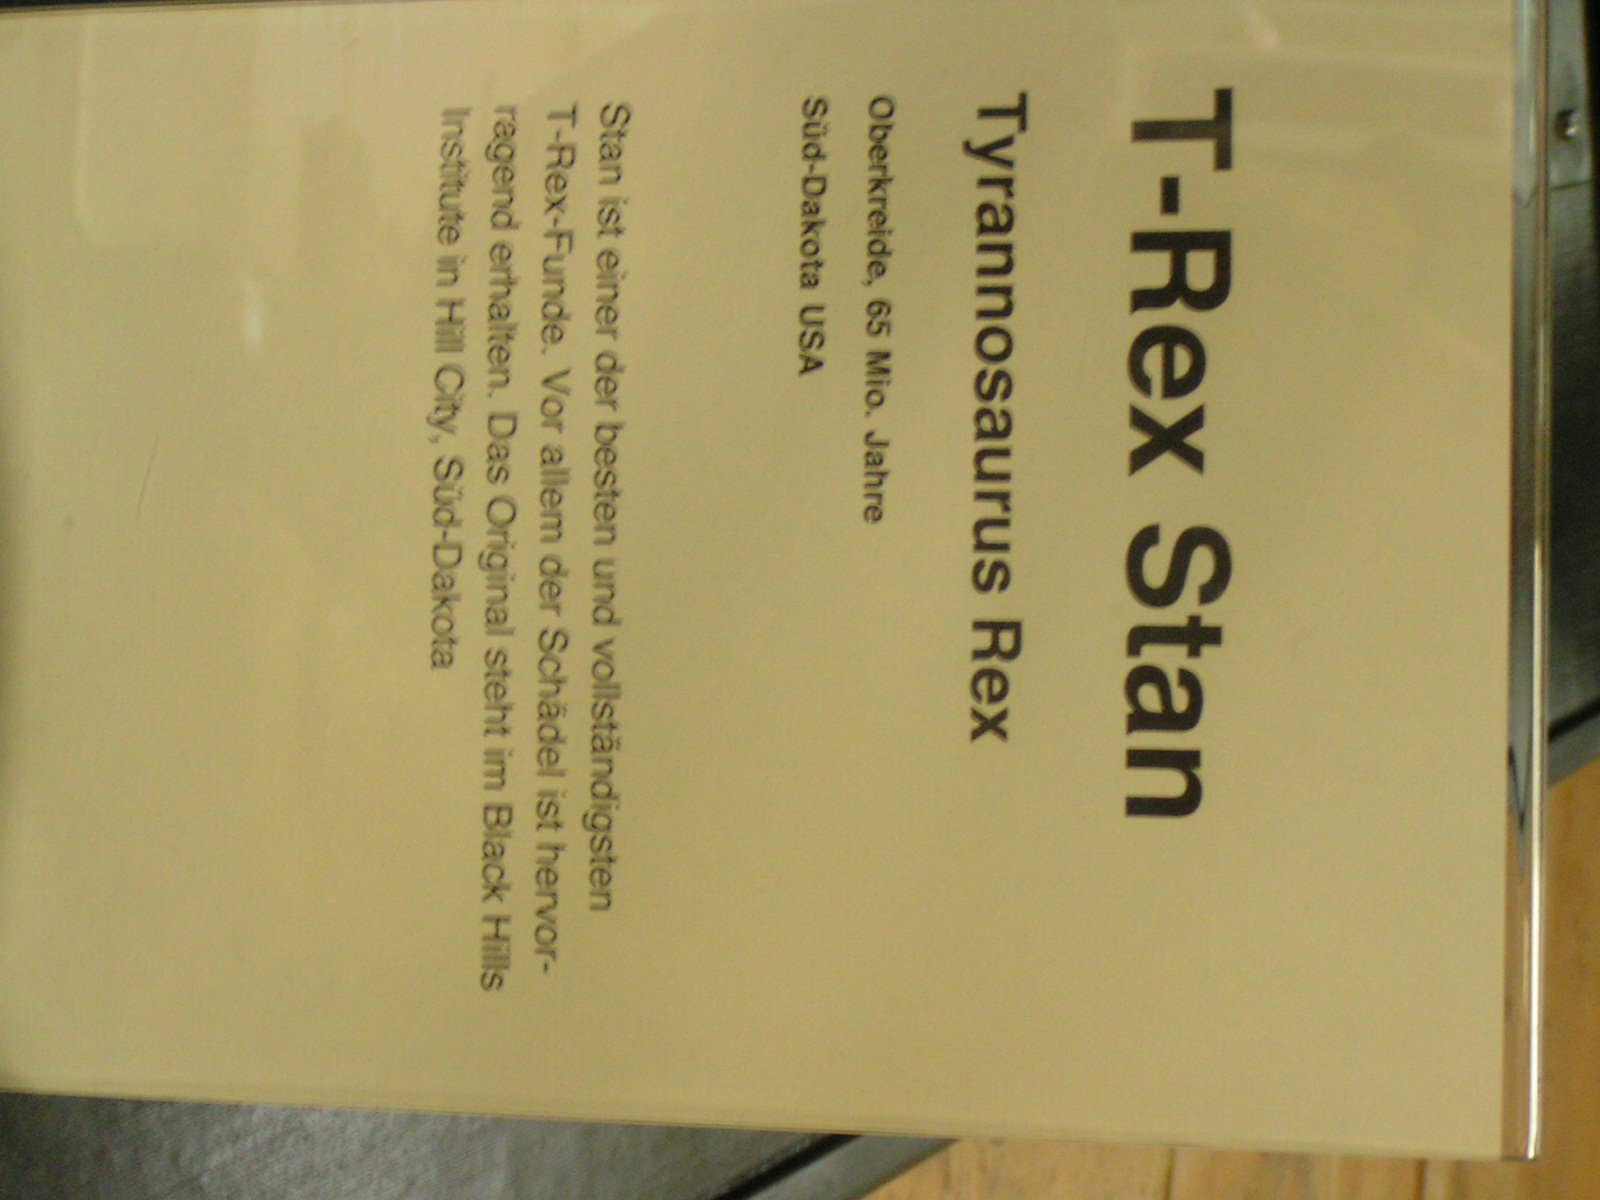 T-Rex Stan
Tyrannosaurus Rex
Oberkreide, 65 Mio. Jahre
Süd-Dakota USA
Stan ist einer der besten und vollständigsten
T-Rex-Funde. Vor allem der Schädel ist hervor-
ragend erhalten. Das Original steht im Black Hills
Institute in Hill City, Süd-Dakota